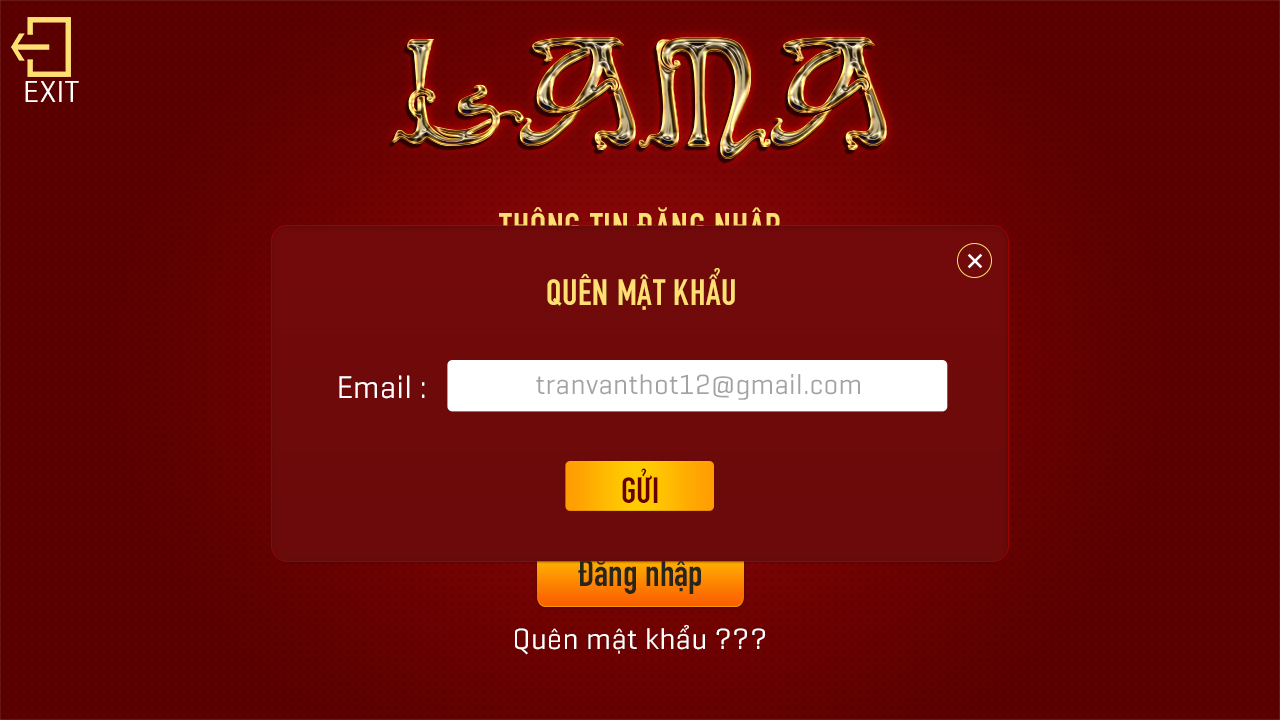 EXIT
LAMA
THÔNG TIN ĐĂNG NHẬP
QUÊN MẬT KHẨU
Email :
tranvanthot12@gmail.com
GỬI
Đăng nhập
Quên mật khẩu ???